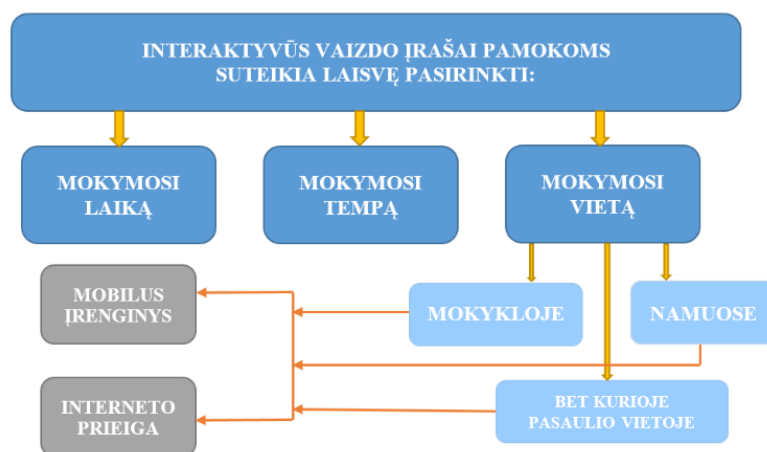 INTERAKTYVŪS VAIZDO ĮRAŠAI PAMOKOMS
SUTEIKIA LAISVĘ PASIRINKTI:
MOKYMOSI
LAIKĄ
MOKYMOSI
TEMPĄ
MOKYMOSI
VIETĄ
MOBILUS
ĮRENGINYS
MOKYKLOJE
NAMUOSE
INTERNETO
PRIEIGA
BET KURIOJE
PASAULIO VIETOJE